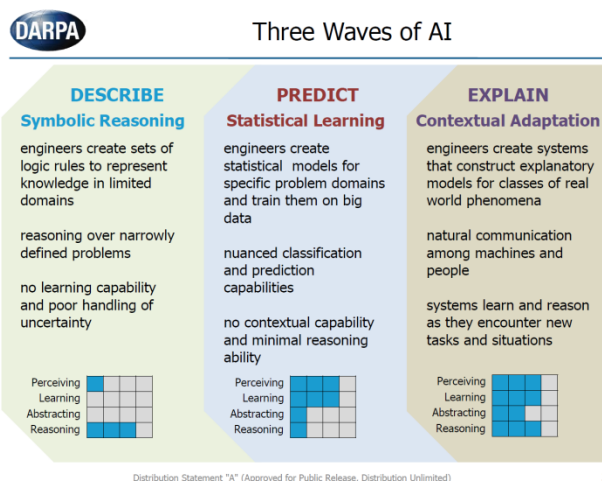 DARPA
Three Waves of AI
DESCRIBE
Symbolic Reasoning
engineers create sets of
logic rules to represent
knowledge in limited
domains
reasoning over narrowly
defined problems
no learning capability
and poor handling of
uncertainty
Perceiving
Learning
Abstracting
Reasoning
PREDICT
Statistical Learning
engineers create
statistical models for
specific problem domains
and train them on big
data
nuanced classification
and prediction
capabilities
no contextual capability
and minimal reasoning
ability
Perceiving
Learning
Abstracting
Reasoning
EXPLAIN
Contextual Adaptation
engineers create systems
that construct explanatory
models for classes of real
world phenomena
natural communication
among machines and
people
systems learn and reason
as they encounter new
tasks and situations
Perceiving
Learning
Abstracting
Reasoning
Distribution Statement "A" (Approved for Public Release, Distribution Unlimited)